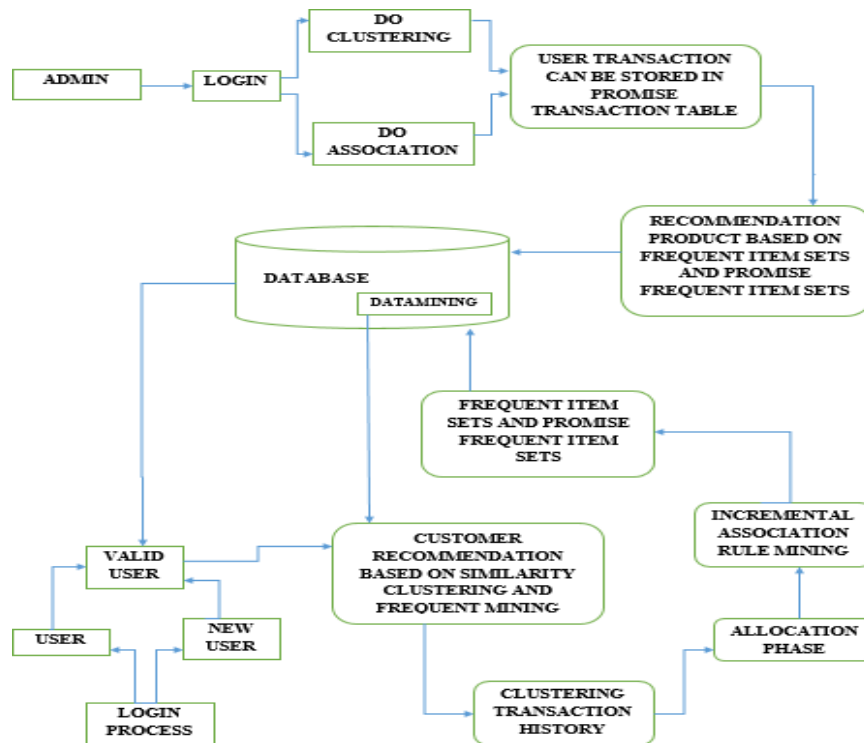 DO
CLUSTERING
ADMIN
LOGIN
DO
ASSOCIATION
USER TRANSACTION
CAN BE STORED IN
PROMISE
TRANSACTION TABLE
RECOMMENDATION
PRODUCT BASED ON
FREQUENT ITEM SETS
AND PROMISE
FREQUENT ITEM SETS
DATABASE
DATAMINING
FREQUENT ITEM
SETS AND PROMISE
FREQUENT ITEM
SETS
INCREMENTAL
ASSOCIATION
RULE MINING
VALID
USER
CUSTOMER
RECOMMENDATION
BASED ON SIMILARITY
CLUSTERING AND
FREQUENT MINING
USER
NEW
USER
ALLOCATION
PHASE
LOGIN
PROCESS
CLUSTERING
TRANSACTION
HISTORY